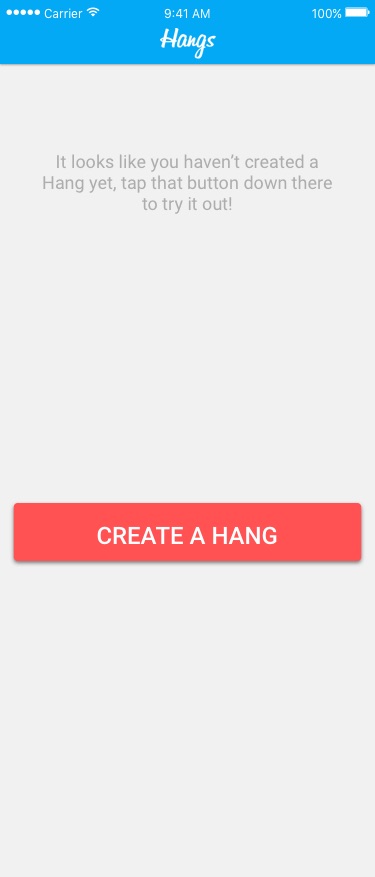 Carrier 9:41 AM 100%
Hangs
It looks like you haven’t created a
Hang yet, tap that button down there
to try it out!
CREATE A HANG